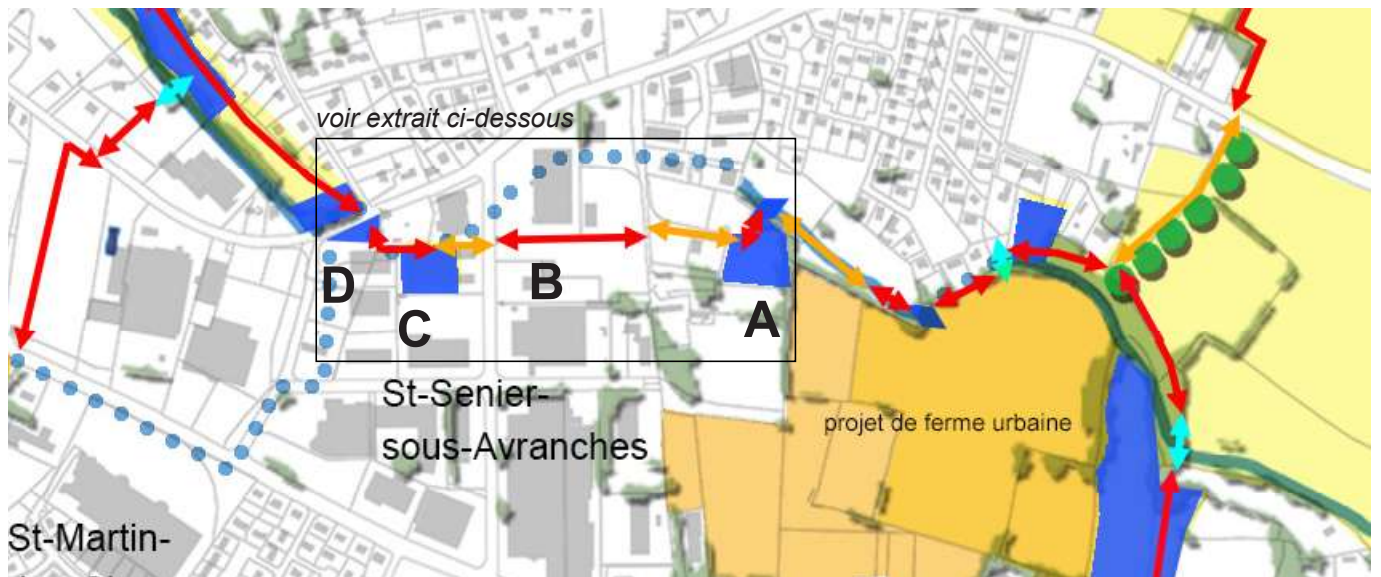 voir extrait ci-dessous
D
B
C
A
St-Senier-
sous-Avranches
projet de ferme urbaine
St-Martin-